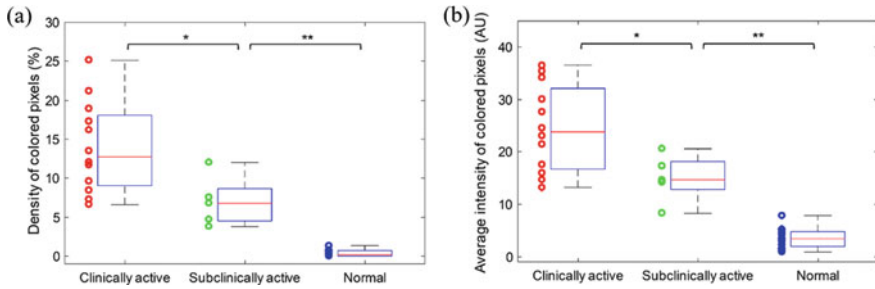 (a)
Density of colored pixels (%)
30
25
20
15
10
5
0
*
**
Clinically active
Subclinically active
Normal
(b)
Average intensity of colored pixels (AU)
40
30
20
10
0
*
**
Clinically active
Subclinically active
Normal